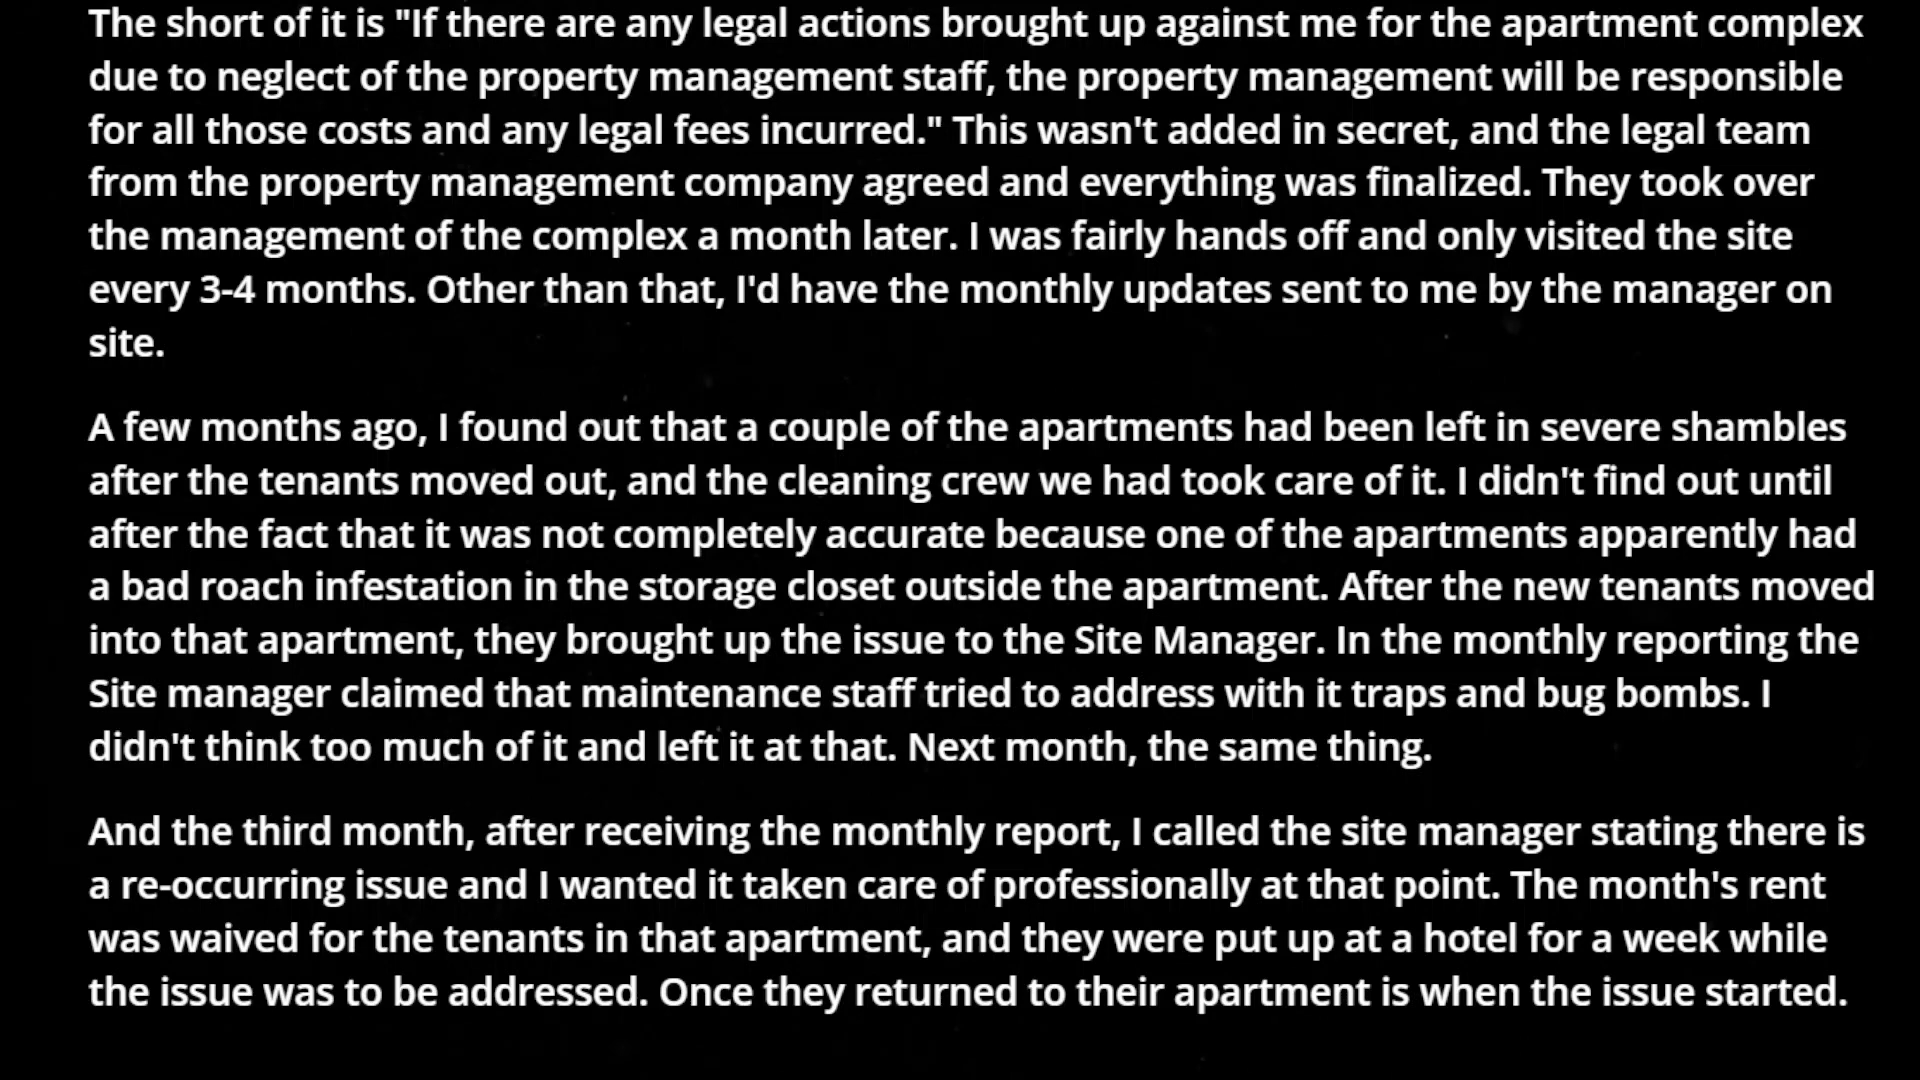 The short of it is "If there are any legal actions brought up against me for the apartment complex
due to neglect of the property management staff, the property management will be responsible
for all those costs and any legal fees incurred." This wasn't added in secret, and the legal team
from the property management company agreed and everything was finalized. They took over
the management of the complex a month later. I was fairly hands off and only visited the site
every 3-4 months. Other than that, I'd have the monthly updates sent to me by the manager on
site.
A few months ago, I found out that a couple of the apartments had been left in severe shambles
after the tenants moved out, and the cleaning crew we had took care of it. I didn't find out until
after the fact that it was not completely accurate because one of the apartments apparently had
a bad roach infestation in the storage closet outside the apartment. After the new tenants moved
into that apartment, they brought up the issue to the Site Manager. In the monthly reporting the
Site manager claimed that maintenance staff tried to address with it traps and bug bombs. I
didn't think too much of it and left it at that. Next month, the same thing.
And the third month, after receiving the monthly report, I called the site manager stating there is
a re-occurring issue and I wanted it taken care of professionally at that point. The month's rent
was waived for the tenants in that apartment, and they were put up at a hotel for a week while
the issue was to be addressed. Once they returned to their apartment is when the issue started.